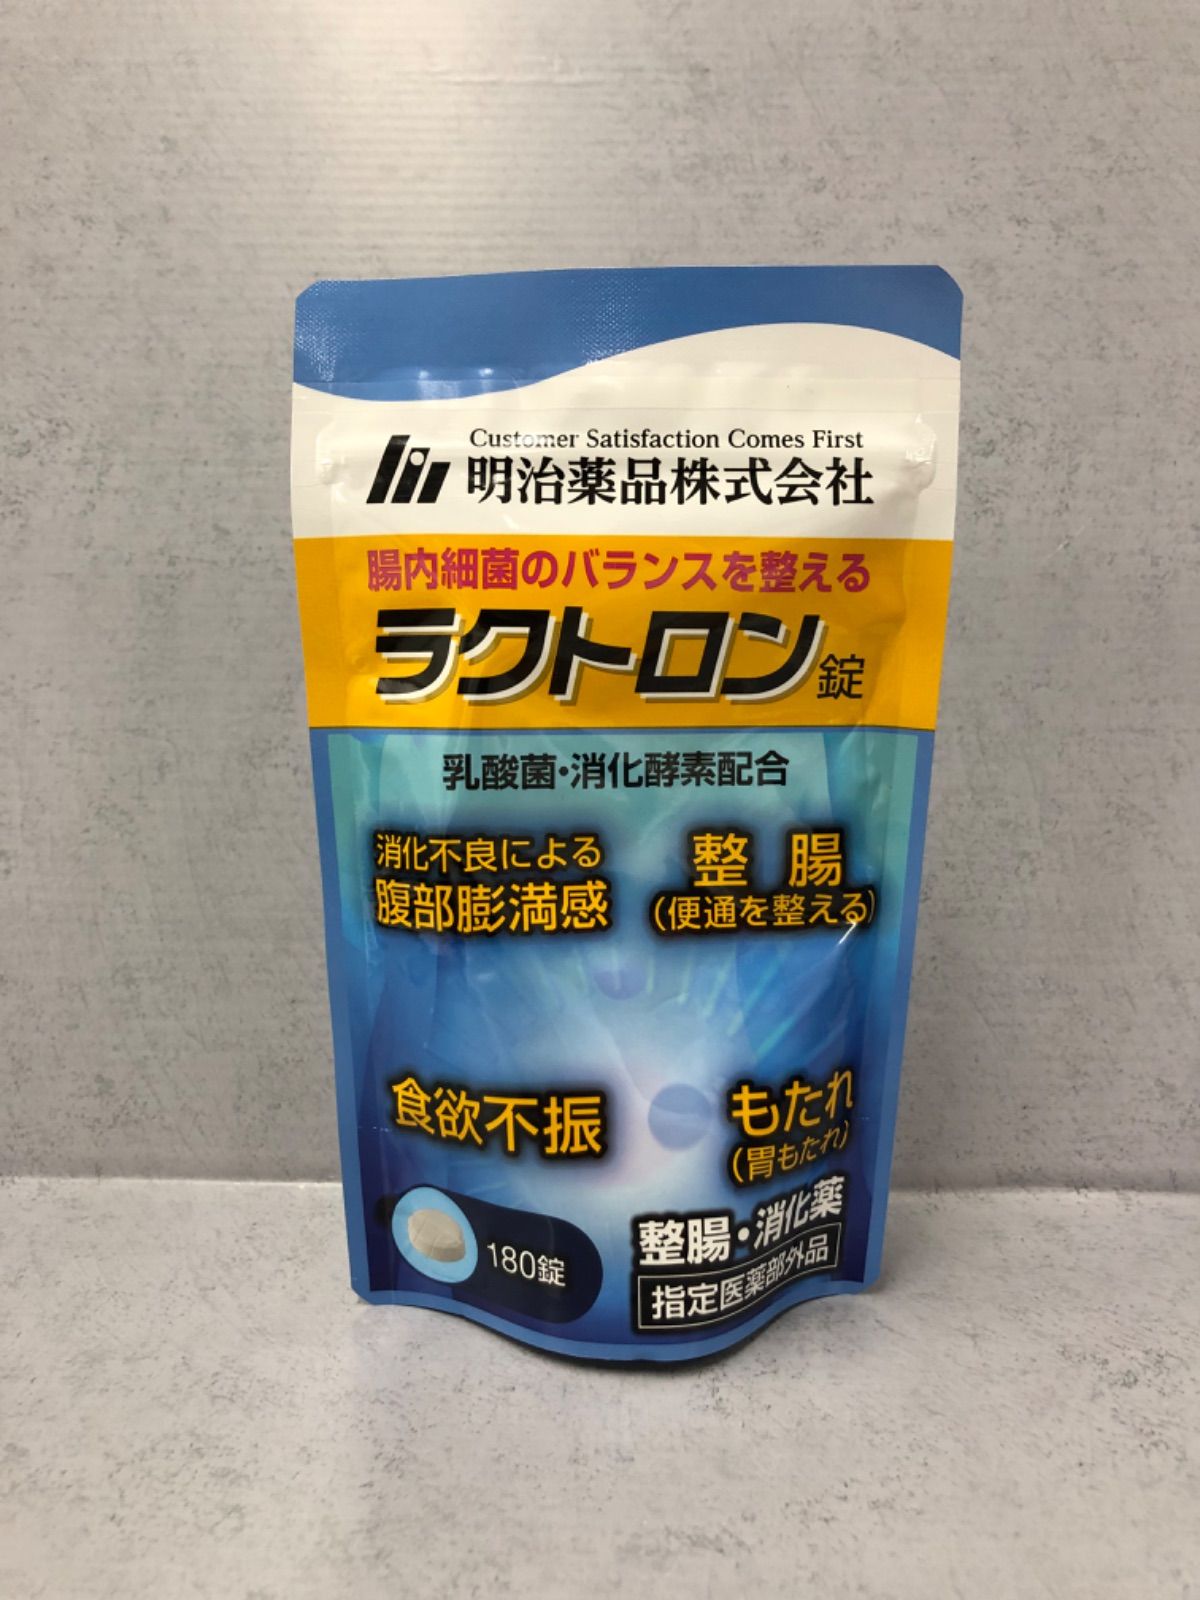 Customer Satisfaction Comes First
明治薬品株式会社
腸内細菌のバランスを整える
ラクトロン錠
乳酸菌・消化酵素配合
消化不良による
腹部膨満感
整腸
(便通を整える)
食欲不振
もたれ
(胃もたれ)
180錠
整腸・消化薬
指定医薬部外品